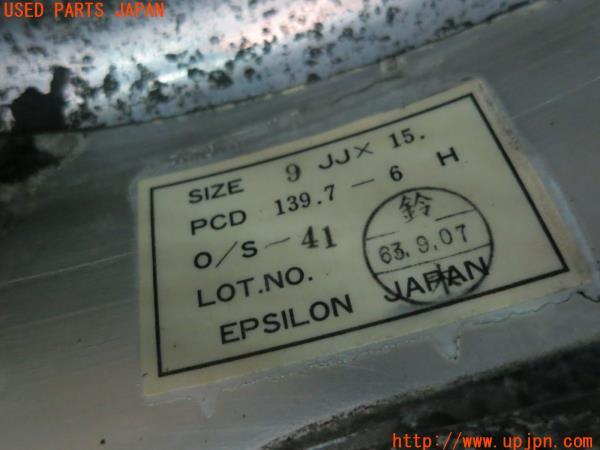 USED PARTS JAPAN
SIZE 9 JJ× 15.
PCD 139.7 - 6 H
O/S - 41
LOT.NO.
鈴
63.9.07
木
EPSILON JAPAN
http://www.upjpn.com/